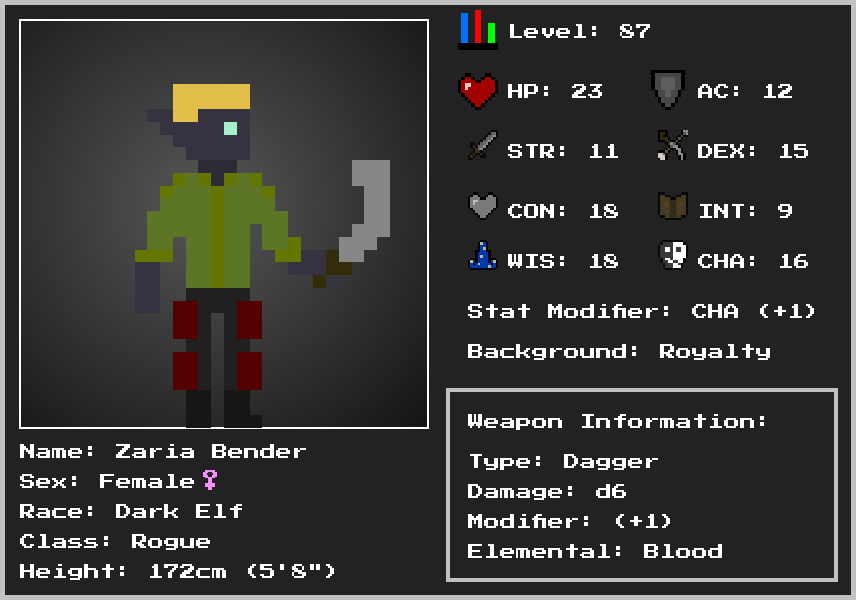 Level: 87
HP: 23
AC: 12
STR: 11
DEX: 15
CON: 18
INT: 9
WIS: 18
CHA: 16
Stat Modifier: CHA (+1)
Background: Royalty
Weapon Information:
Type: Dagger
Damage: d6
Modifier: (+1)
Elemental: Blood
Name: Zaria Bender
Sex: Female♀
Race: Dark Elf
Class: Rogue
Height: 172cm (5'8")